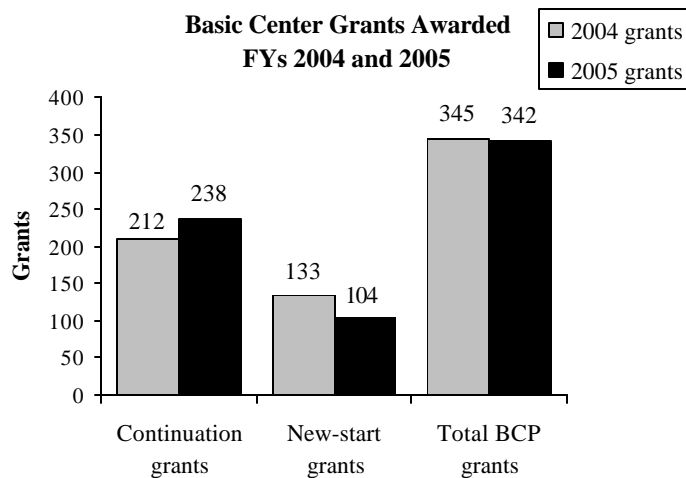 Basic Center Grants Awarded
FYs 2004 and 2005
2004 grants
2005 grants
400
350
300
250
200
150
100
50
0
Grants
212
238
133
104
345
342
Continuation
grants
New-start
grants
Total BCP
grants